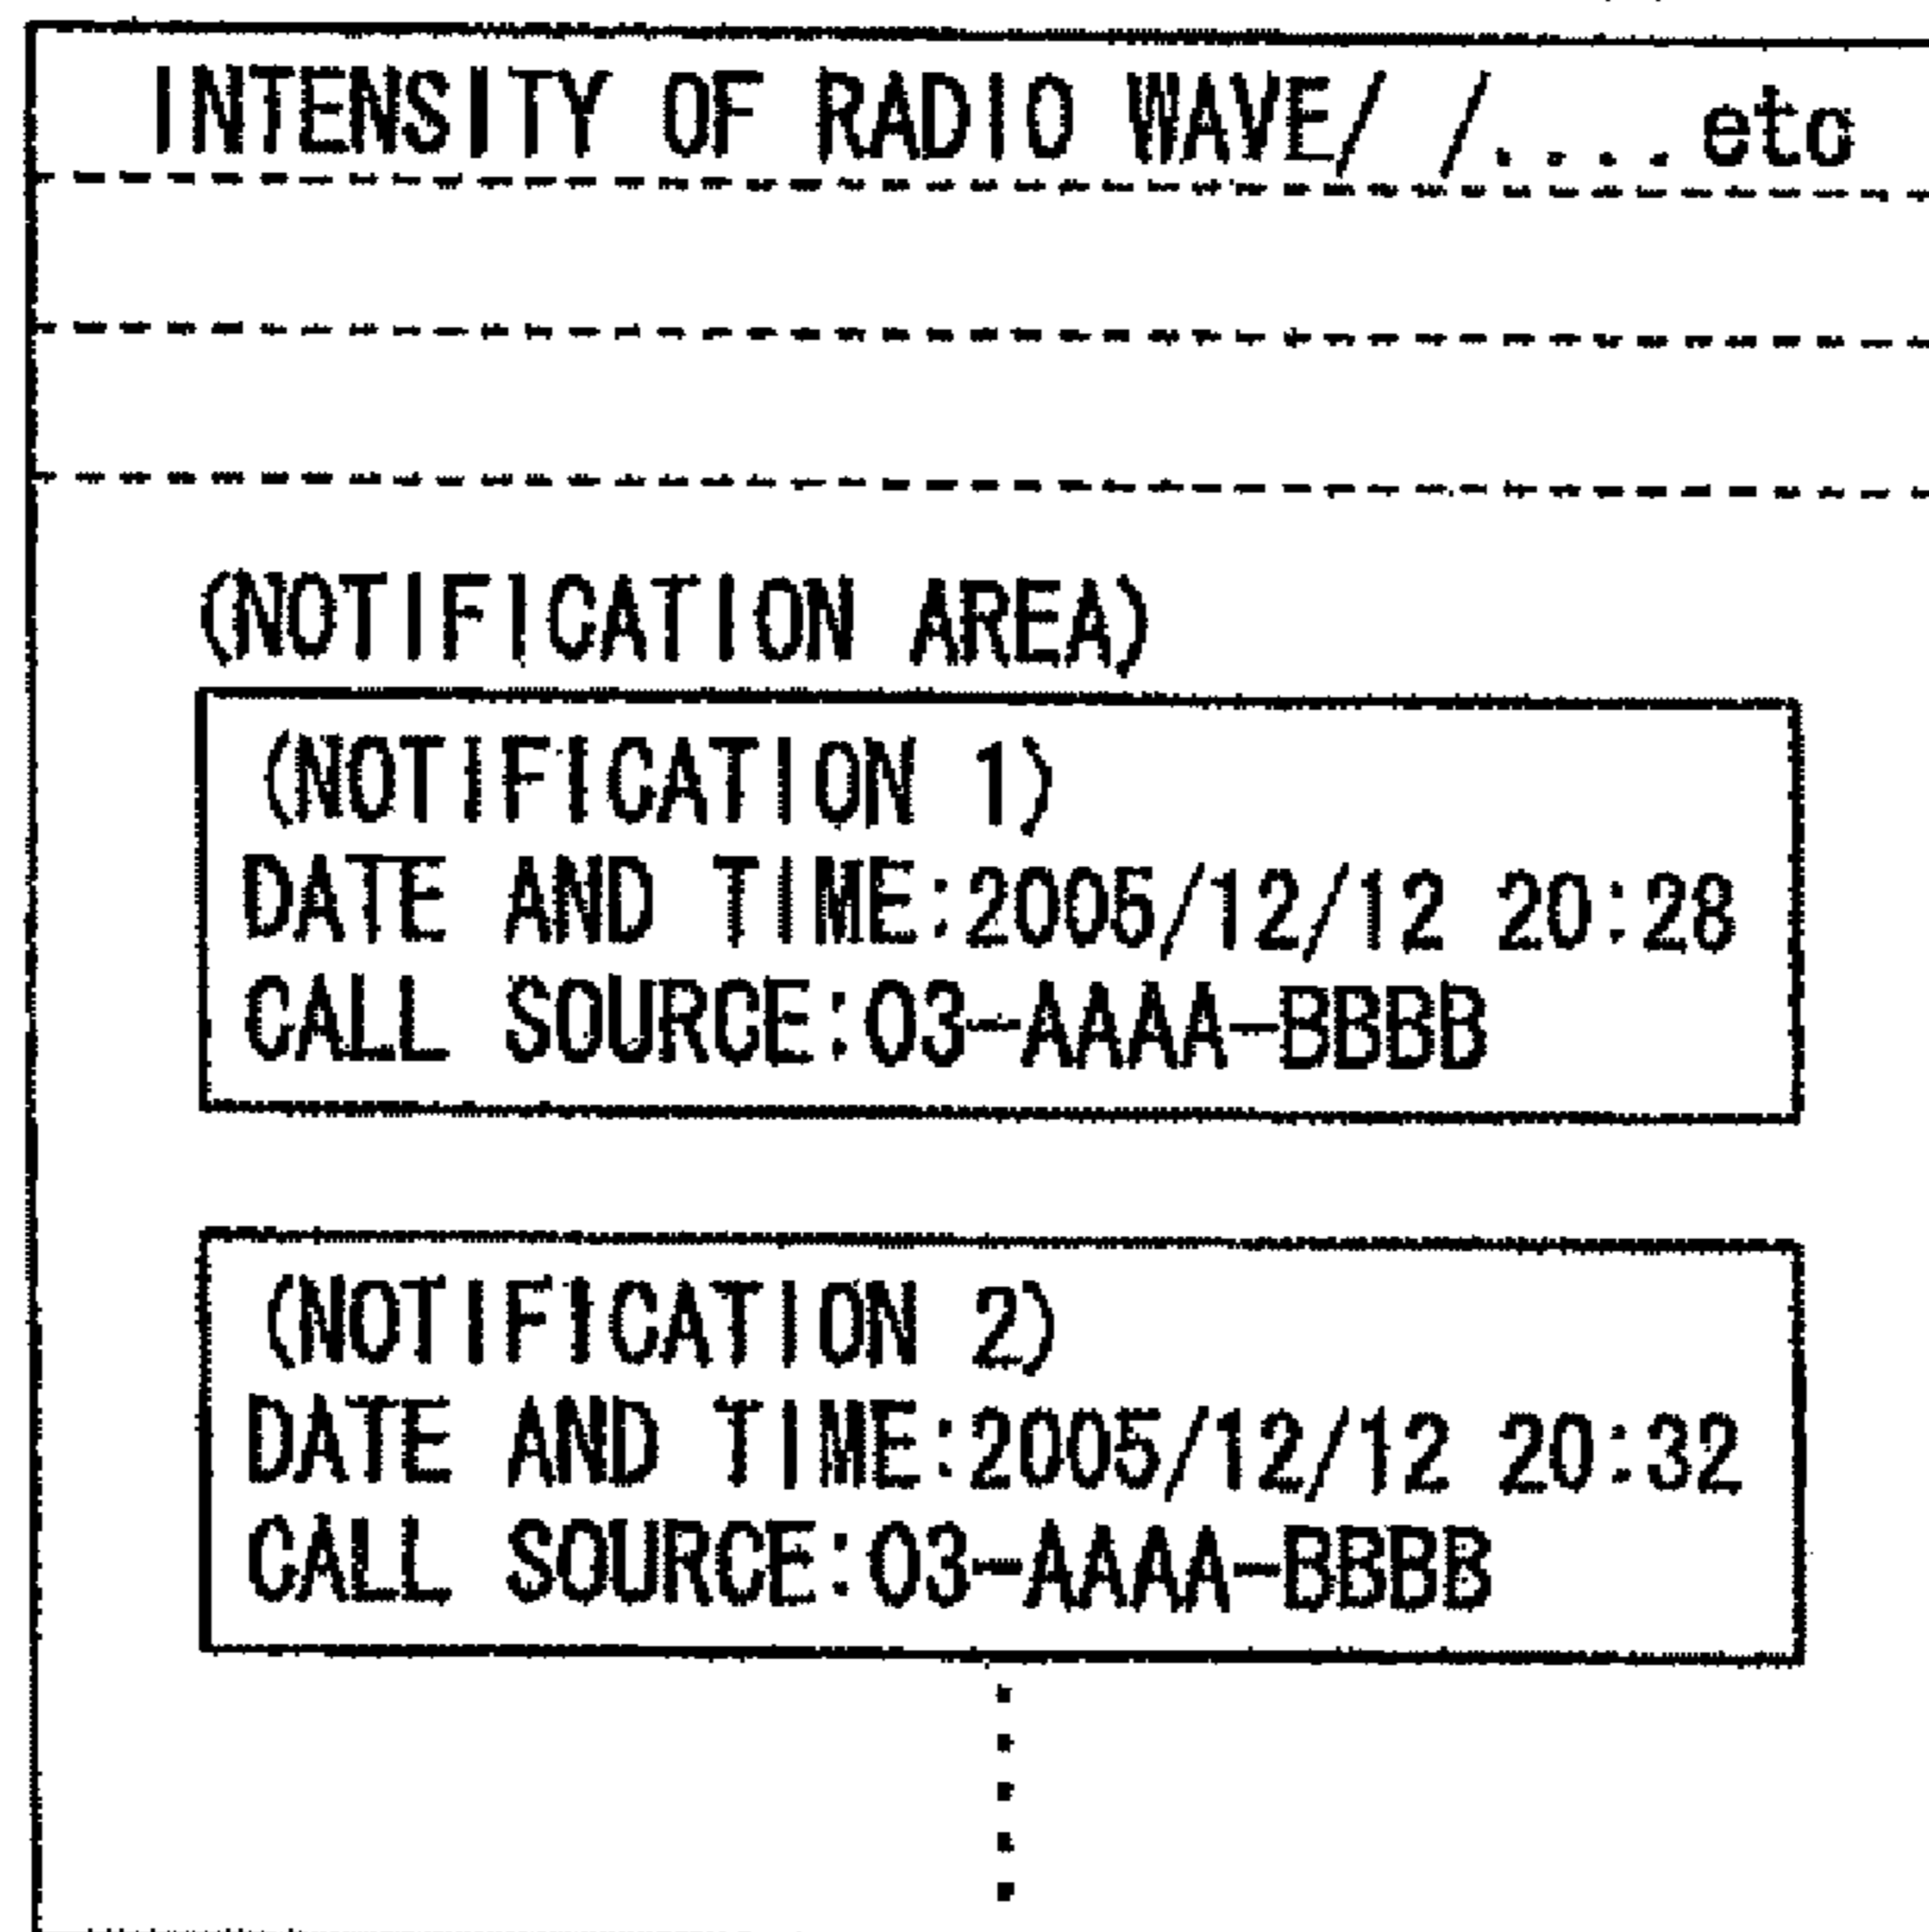 INTENSITY OF RADIO WAVE/ /....etc
(NOTIFICATION AREA)
(NOTIFICATION 1)
DATE AND TIME:2005/12/12 20:28
CALL SOURCE:03-AAAA-BBBB
(NOTIFICATION 2)
DATE AND TIME:2005/12/12 20:32
CALL SOURCE:03-AAAA-BBBB